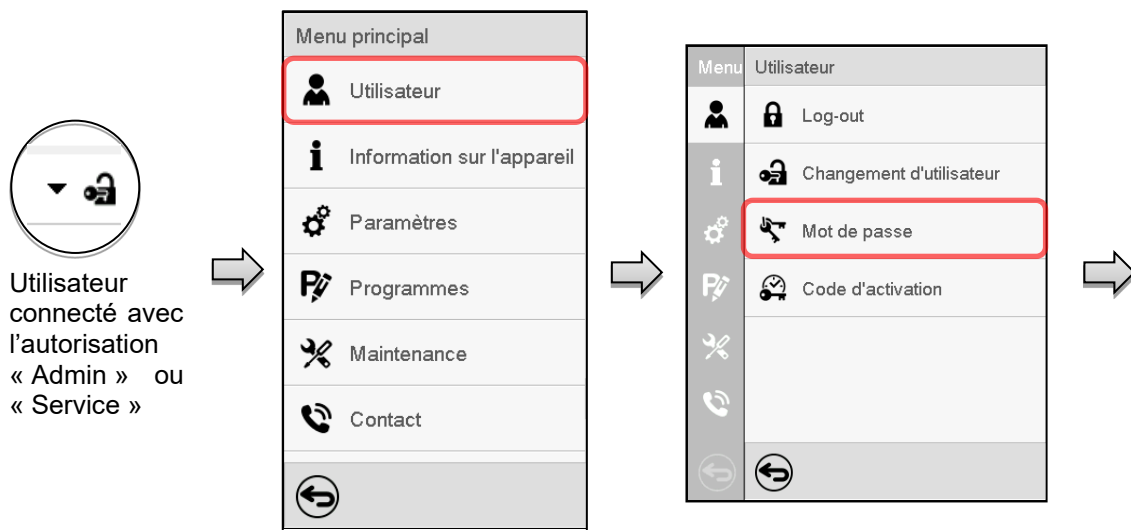 Utilisateur
connecté avec
l’autorisation
« Admin » ou
« Service »
Menu principal
Utilisateur
Information sur l'appareil
Paramètres
Programmes
Maintenance
Contact
Menu
Utilisateur
Log-out
Changement d'utilisateur
Mot de passe
Code d'activation